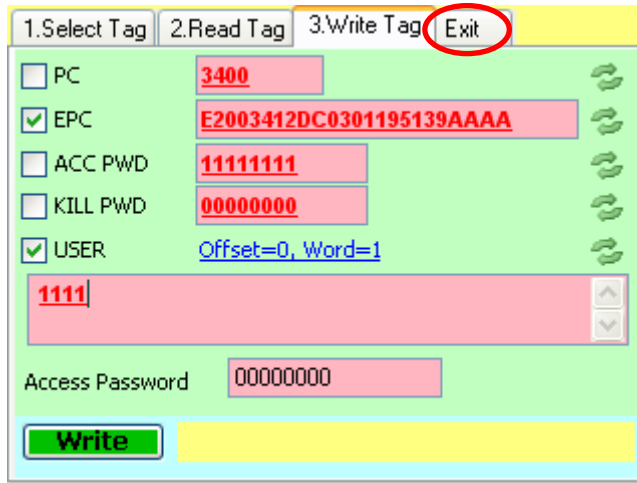 1.Select Tag 2.Read Tag 3.Write Tag Exit
PC 3400
EPC E2003412DC0301195139AAAA
ACC PWD 11111111
KILL PWD 00000000
USER Offset=0, Word=1
1111
Access Password 00000000
Write